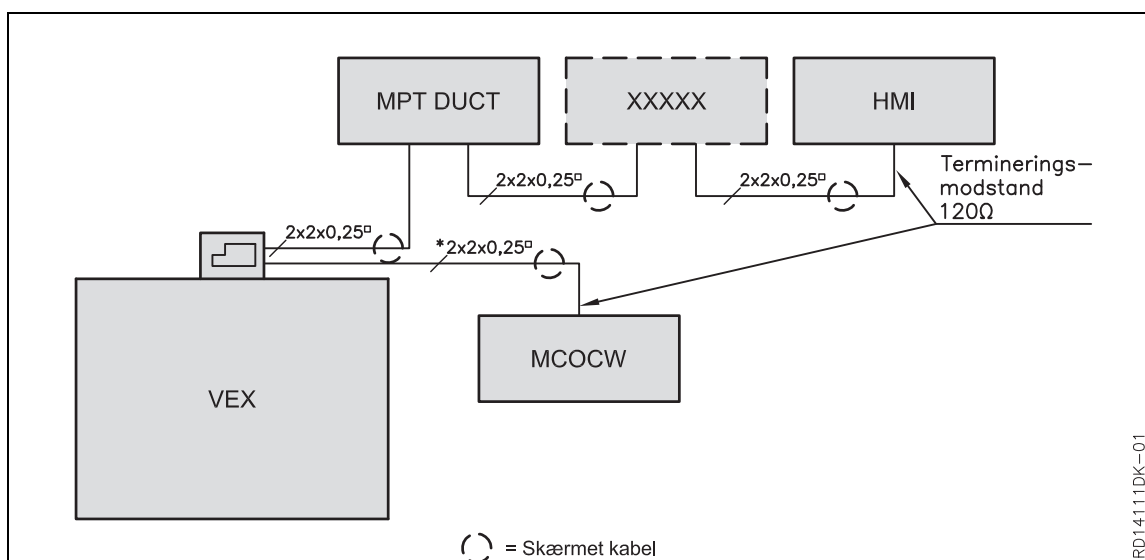 MPT DUCT
XXXXX
HMI
Terminerings-
modstand
120Ω
2x2x0,25▫
2x2x0,25▫
2x2x0,25▫
*2x2x0,25▫
MCOCW
VEX
= Skærmet kabel
RD14111DK-01